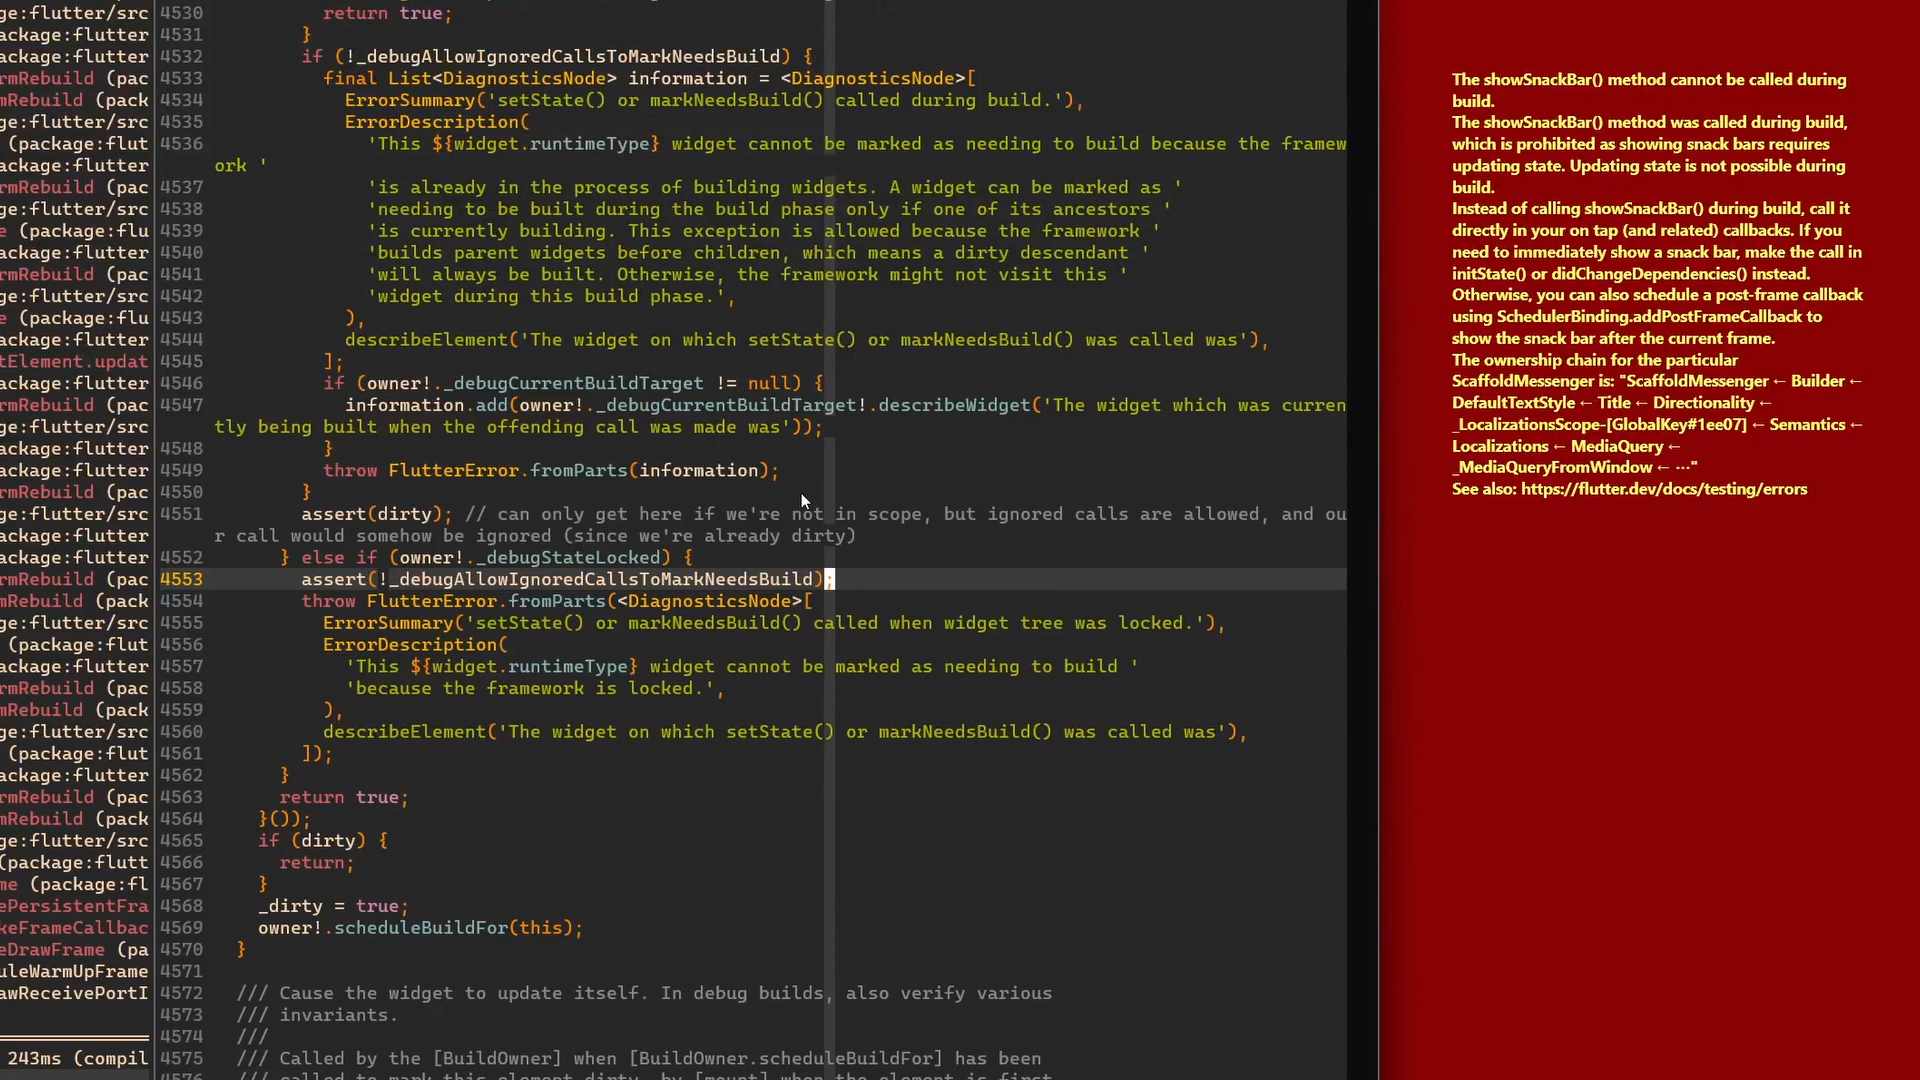 ge:flutter/src
ackage:flutter
ackage:flutter
rmRebuild (pac
rmRebuild (pack
ge:flutter/src
 (package:flut
ackage:flutter
rmRebuild (pac
ge:flutter/src
e (package:flu
ackage:flutter
rmRebuild (pac
ge:flutter/src
e (package:flu
ackage:flutter
tElement.updat
ackage:flutter
rmRebuild (pac
ge:flutter/src
ackage:flutter
rmRebuild (pack
rmRebuild (pac
ge:flutter/src
ackage:flutter
ackage:flutter
rmRebuild (pac
rmRebuild (pack
ge:flutter/src
 (package:flut
ackage:flutter
rmRebuild (pac
rmRebuild (pack
ge:flutter/src
 (package:flut
ackage:flutter
rmRebuild (pac
rmRebuild (pack
ge:flutter/src
(package:flutt
me (package:fl
ePersistentFra
keFrameCallbac
eDrawFrame (pa
uleWarmUpFrame
awReceivePortI
243ms (compil
4530 return true;
4531 }
4532 if (!_debugAllowIgnoredCallsToMarkNeedsBuild) {
4533 final List<DiagnosticsNode> information = <DiagnosticsNode>[
4534 ErrorSummary('setState() or markNeedsBuild() called during build.'),
4535 ErrorDescription(
4536 'This ${widget.runtimeType} widget cannot be marked as needing to build because the framew
ork '
4537 'is already in the process of building widgets. A widget can be marked as '
4538 'needing to be built during the build phase only if one of its ancestors '
4539 'is currently building. This exception is allowed because the framework '
4540 'builds parent widgets before children, which means a dirty descendant '
4541 'will always be built. Otherwise, the framework might not visit this '
4542 'widget during this build phase.',
4543 ),
4544 describeElement('The widget on which setState() or markNeedsBuild() was called was'),
4545 ];
4546 if (owner!._debugCurrentBuildTarget != null) {
4547 information.add(owner!._debugCurrentBuildTarget!.describeWidget('The widget which was curren
tly being built when the offending call was made was'));
4548 }
4549 throw FlutterError.fromParts(information);
4550 }
4551 assert(dirty); // can only get here if we're not in scope, but ignored calls are allowed, and ou
r call would somehow be ignored (since we're already dirty)
4552 } else if (owner!._debugStateLocked) {
4553 assert(!_debugAllowIgnoredCallsToMarkNeedsBuild);
4554 throw FlutterError.fromParts(<DiagnosticsNode>[
4555 ErrorSummary('setState() or markNeedsBuild() called when widget tree was locked.'),
4556 ErrorDescription(
4557 'This ${widget.runtimeType} widget cannot be marked as needing to build '
4558 'because the framework is locked.',
4559 ),
4560 describeElement('The widget on which setState() or markNeedsBuild() was called was'),
4561 ]);
4562 }
4563 return true;
4564 }());
4565 if (dirty) {
4566 return;
4567 }
4568 _dirty = true;
4569 owner!.scheduleBuildFor(this);
4570 }
4571
4572 /// Cause the widget to update itself. In debug builds, also verify various
4573 /// invariants.
4574 ///
4575 /// Called by the [BuildOwner] when [BuildOwner.scheduleBuildFor] has been
4576 /// called to mark this element dirty, by [mount] when the element is first
The showSnackBar() method cannot be called during
build.
The showSnackBar() method was called during build,
which is prohibited as showing snack bars requires
updating state. Updating state is not possible during
build.
Instead of calling showSnackBar() during build, call it
directly in your on tap (and related) callbacks. If you
need to immediately show a snack bar, make the call in
initState() or didChangeDependencies() instead.
Otherwise, you can also schedule a post-frame callback
using SchedulerBinding.addPostFrameCallback to
show the snack bar after the current frame.
The ownership chain for the particular
ScaffoldMessenger is: "ScaffoldMessenger ← Builder ←
DefaultTextStyle ← Title ← Directionality ←
_LocalizationsScope-[GlobalKey#1ee07] ← Semantics ←
Localizations ← MediaQuery ←
_MediaQueryFromWindow ← ⋯"
See also: https://flutter.dev/docs/testing/errors